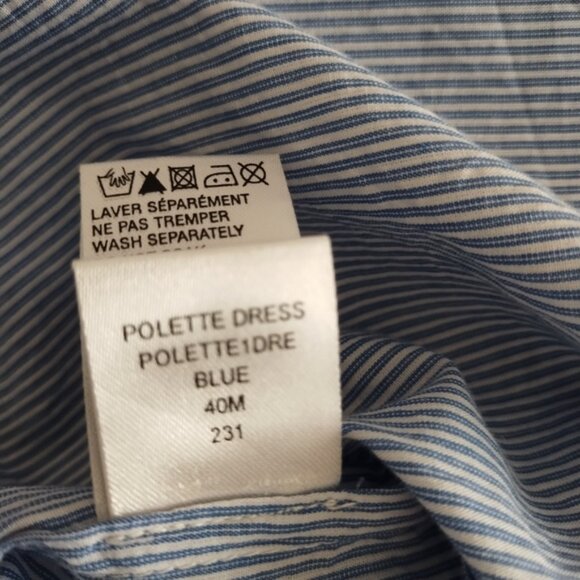 LAVER SÉPARÉMENT
NE PAS TREMPER
WASH SEPARATELY
POLETTE DRESS
POLETTE1DRE
BLUE
40M
231